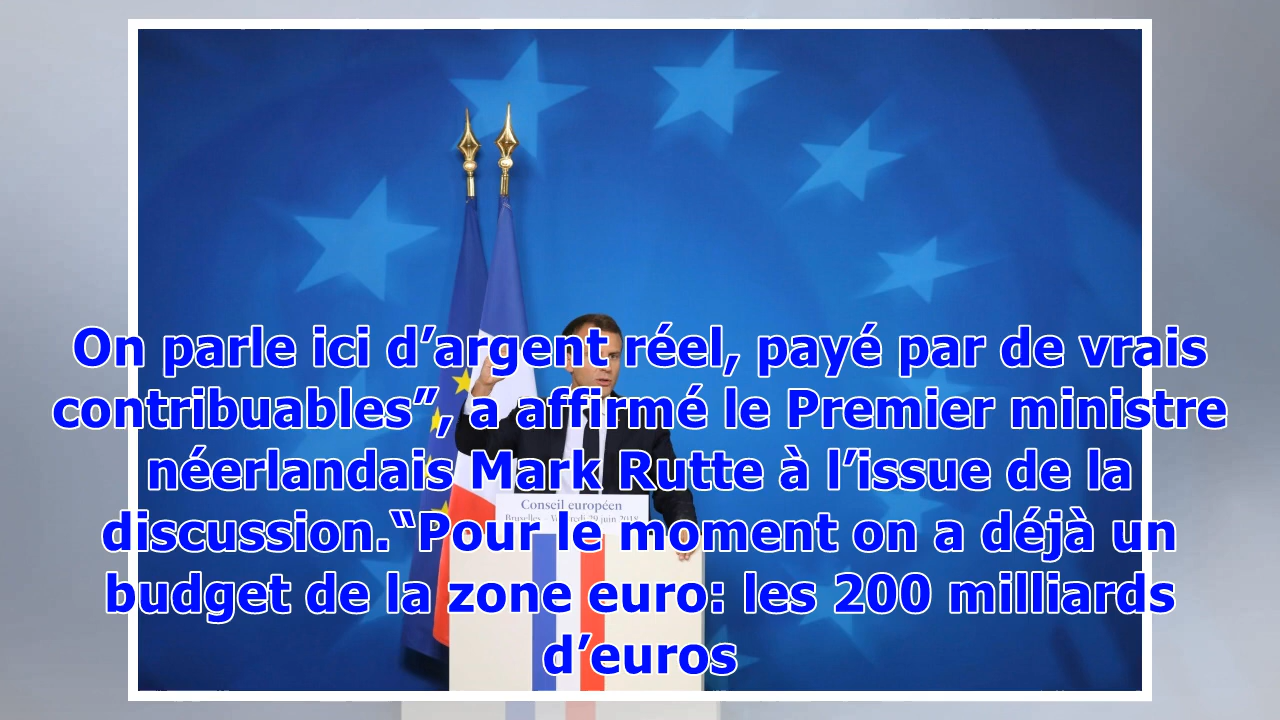 On parle ici d’argent réel, payé par de vrais
contribuables”, a affirmé le Premier ministre
néerlandais Mark Rutte à l’issue de la
discussion.“Pour le moment on a déjà un
budget de la zone euro: les 200 milliards
d’euros
Conseil européen
juin 2018